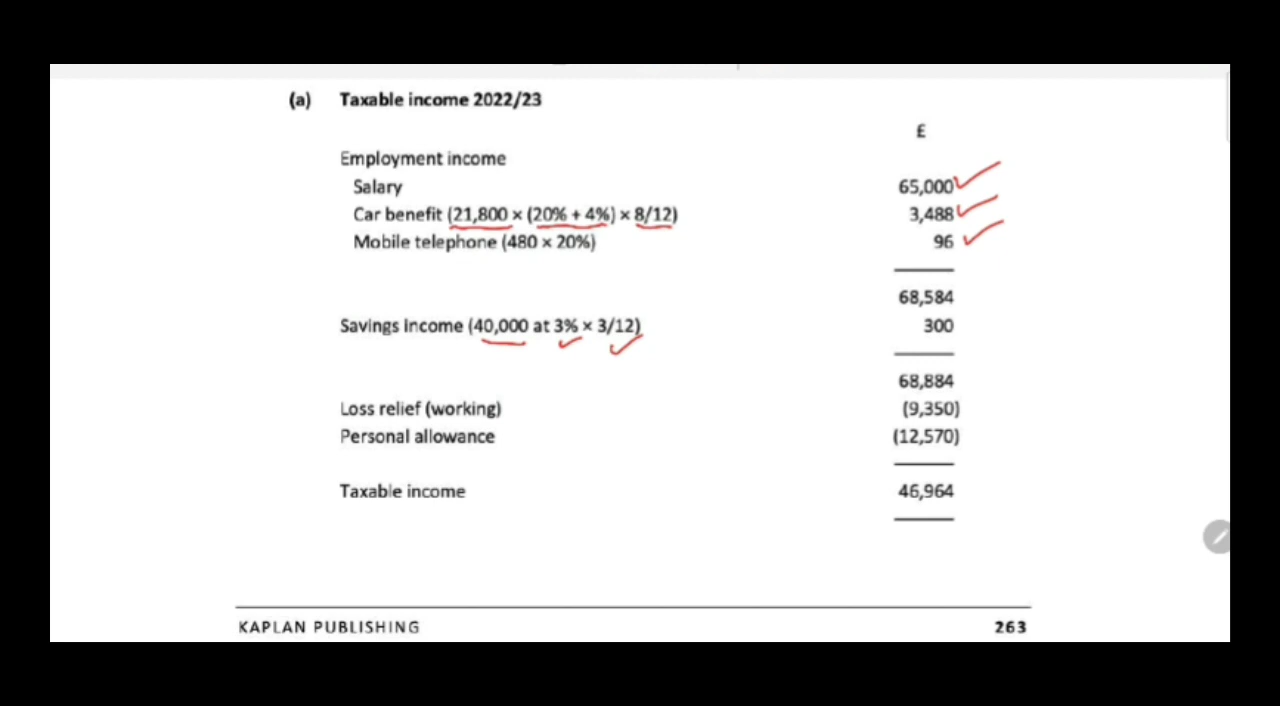 (a) Taxable income 2022/23
£
Employment income
Salary 65,000
Car benefit (21,800 × (20% + 4%) × 8/12) 3,488
Mobile telephone (480 × 20%) 96
68,584
Savings income (40,000 at 3% × 3/12) 300
68,884
Loss relief (working) (9,350)
Personal allowance (12,570)
Taxable income 46,964
KAPLAN PUBLISHING 263